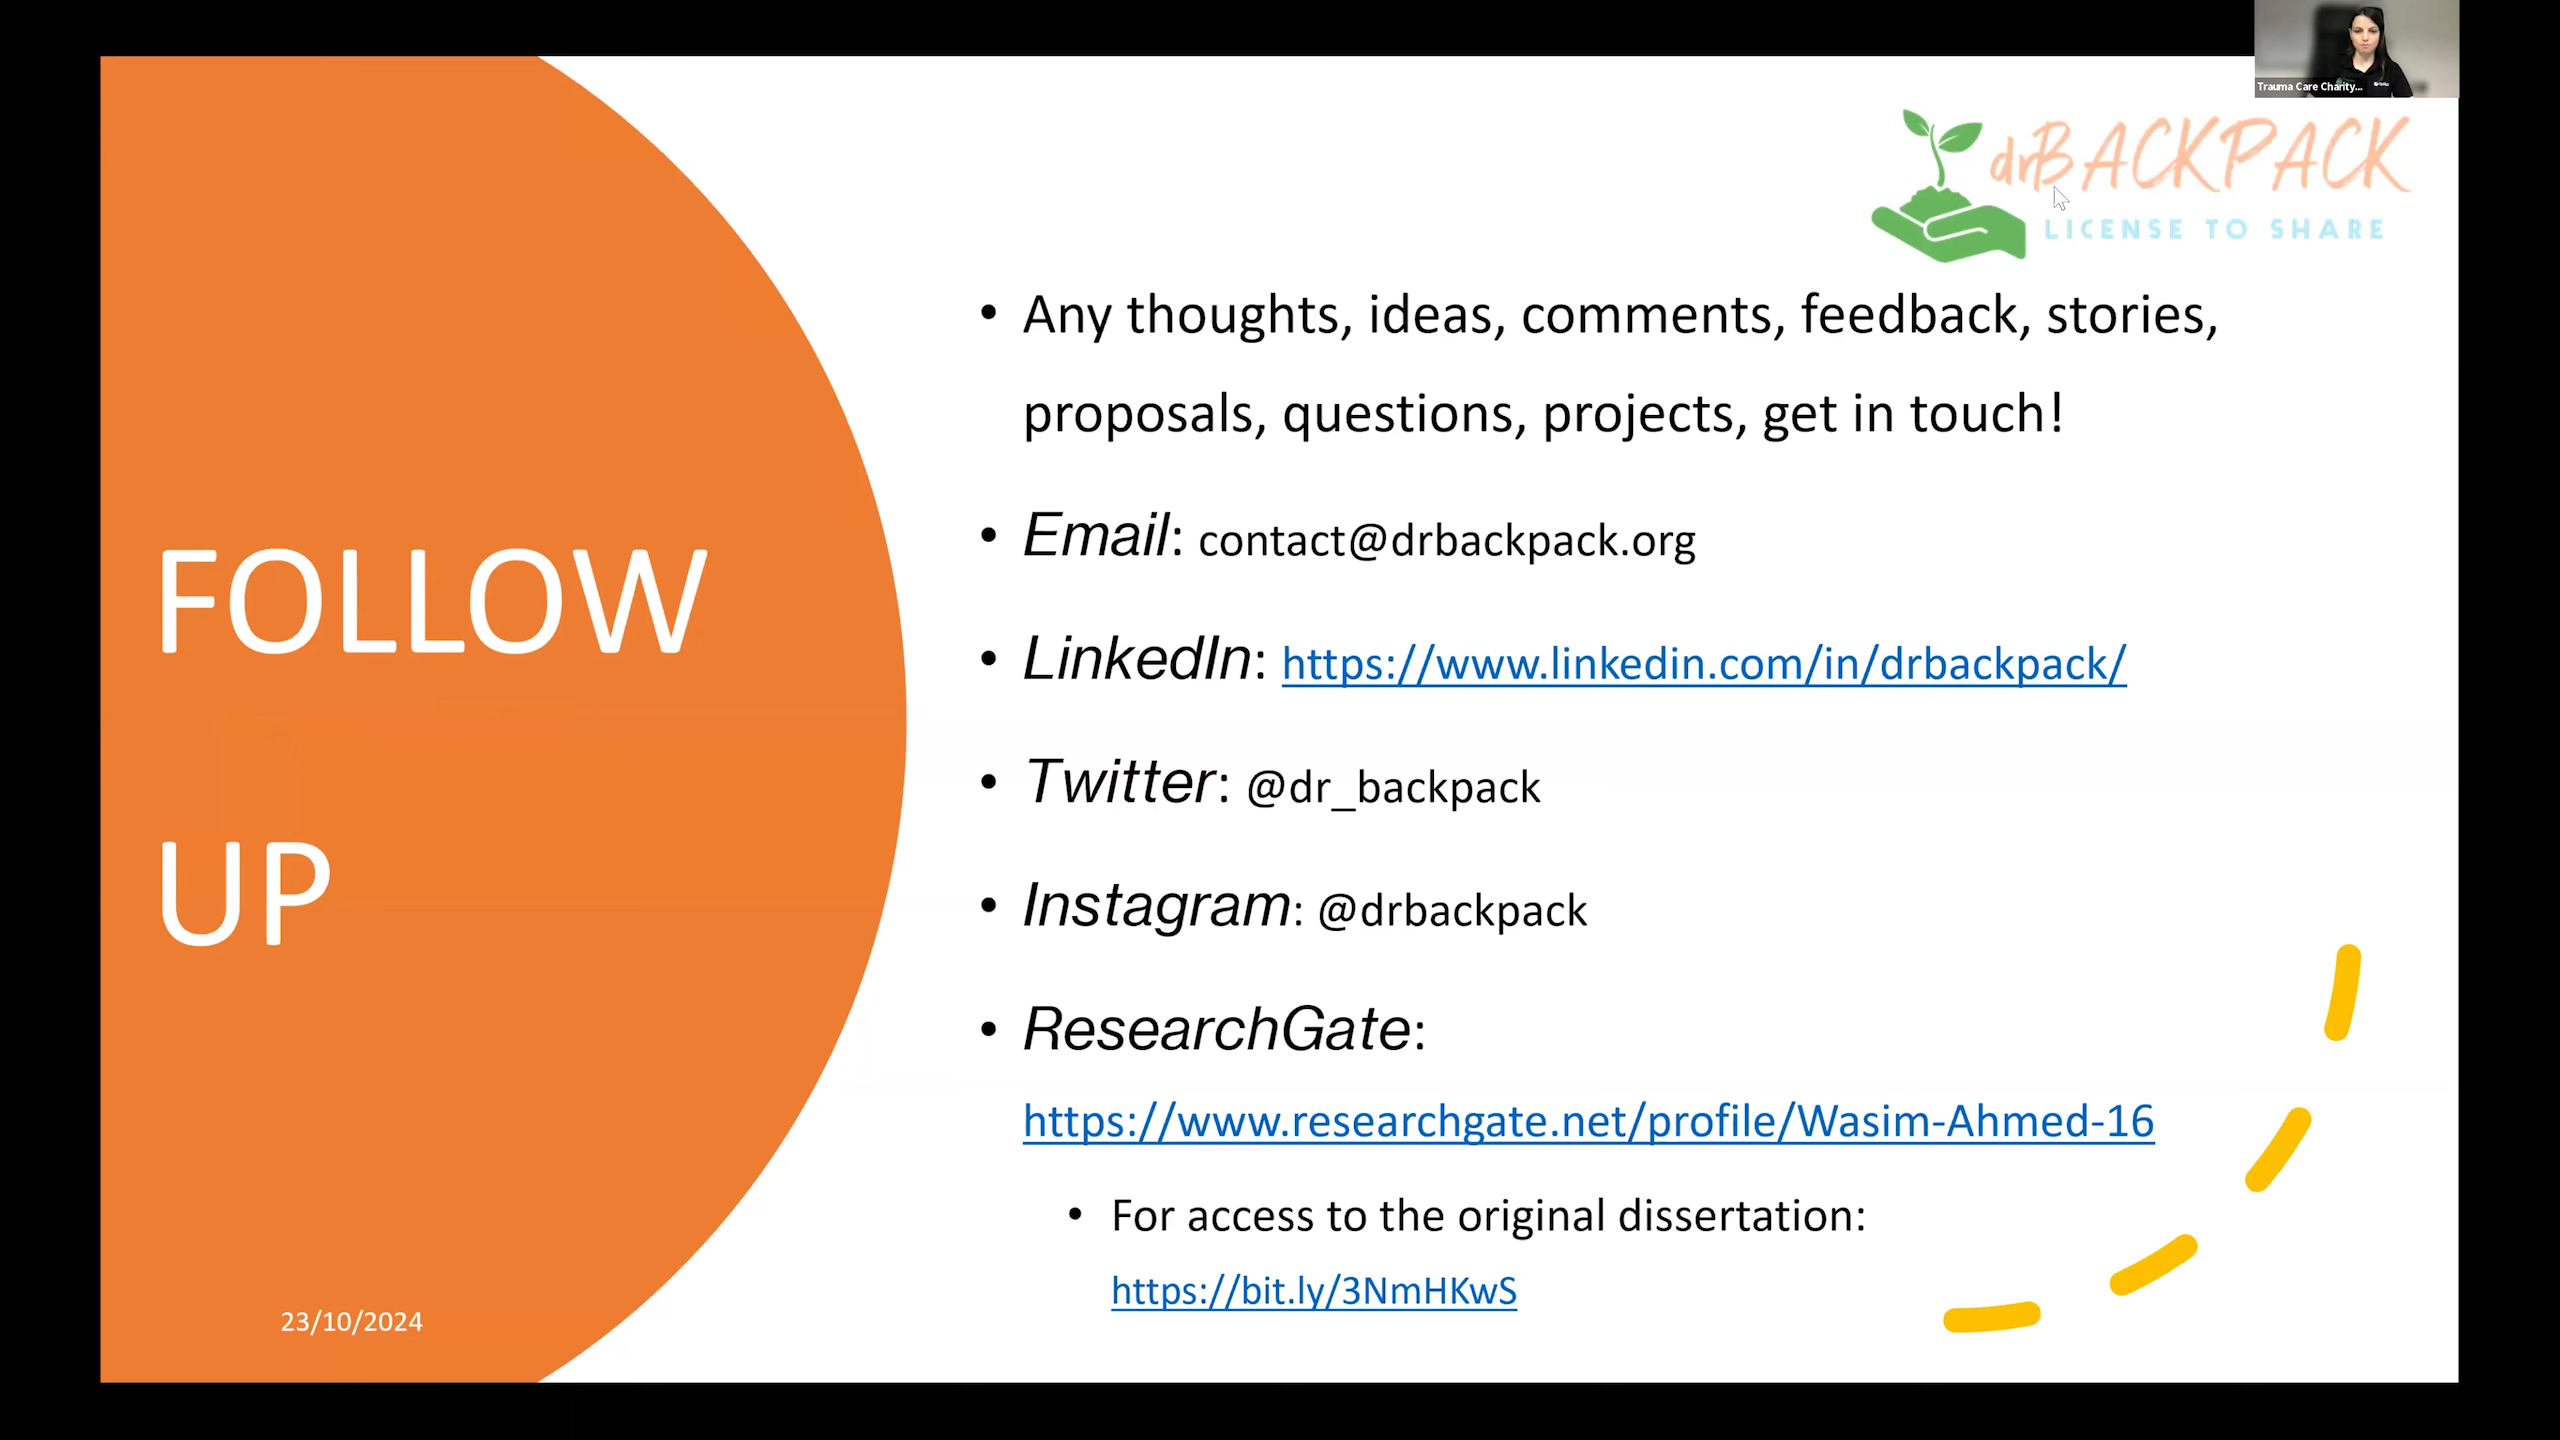 Trauma Care Charity...
drBACKPACK
LICENSE TO SHARE
FOLLOW
UP
23/10/2024
• Any thoughts, ideas, comments, feedback, stories,
proposals, questions, projects, get in touch!
• Email: contact@drbackpack.org
• LinkedIn: https://www.linkedin.com/in/drbackpack/
• Twitter: @dr_backpack
• Instagram: @drbackpack
• ResearchGate:
https://www.researchgate.net/profile/Wasim-Ahmed-16
• For access to the original dissertation:
https://bit.ly/3NmHKwS